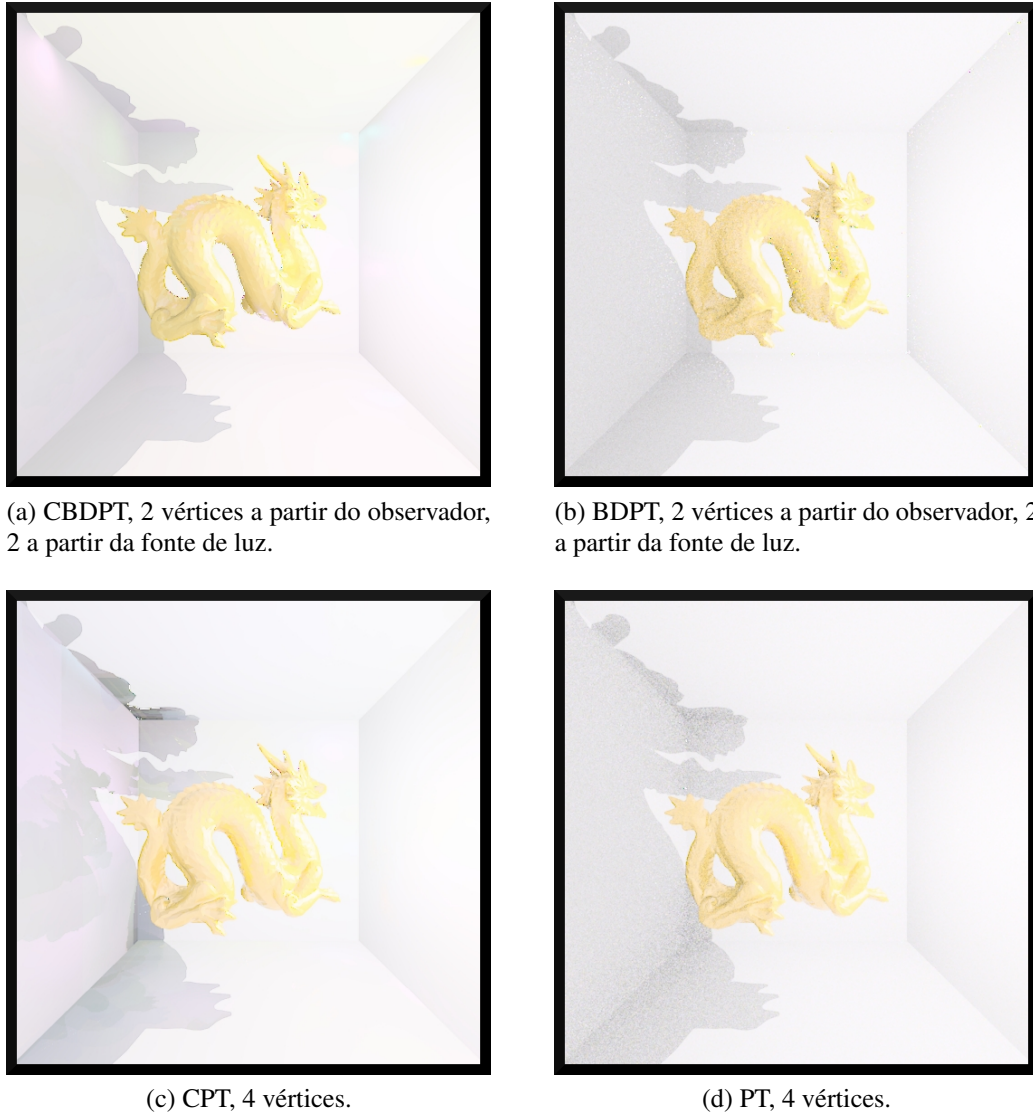 (a) CBDPT, 2 vértices a partir do observador,
2 a partir da fonte de luz.
(b) BDPT, 2 vértices a partir do observador, 2
a partir da fonte de luz.
(c) CPT, 4 vértices.
(d) PT, 4 vértices.